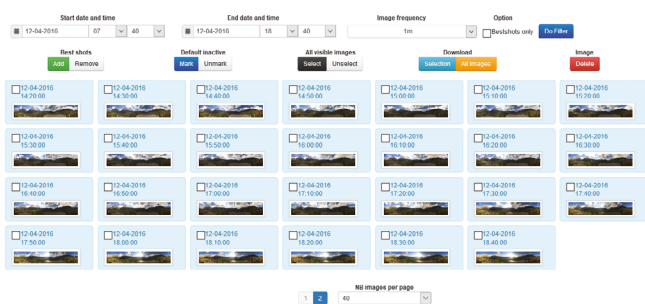 Start date and time End date and time Image frequency Option
12-04-2016 07 40 12-04-2016 18 40 1m Bestshots only Do Filter
Best shots Default inactive All visible images Download Image
Add Remove Mark Unmark Select Unselect Selection All images Delete
12-04-2016 12-04-2016 12-04-2016 12-04-2016 12-04-2016 12-04-2016 12-04-2016
14:20:00 14:30:00 14:40:00 14:50:00 15:00:00 15:10:00 15:20:00
12-04-2016 12-04-2016 12-04-2016 12-04-2016 12-04-2016 12-04-2016 12-04-2016
15:30:00 15:40:00 15:50:00 16:00:00 16:10:00 16:20:00 16:30:00
12-04-2016 12-04-2016 12-04-2016 12-04-2016 12-04-2016 12-04-2016 12-04-2016
16:40:00 16:50:00 17:00:00 17:10:00 17:20:00 17:30:00 17:40:00
12-04-2016 12-04-2016 12-04-2016 12-04-2016 12-04-2016 12-04-2016
17:50:00 18:00:00 18:10:00 18:20:00 18:30:00 18:40:00
NB images per page
1 2 40